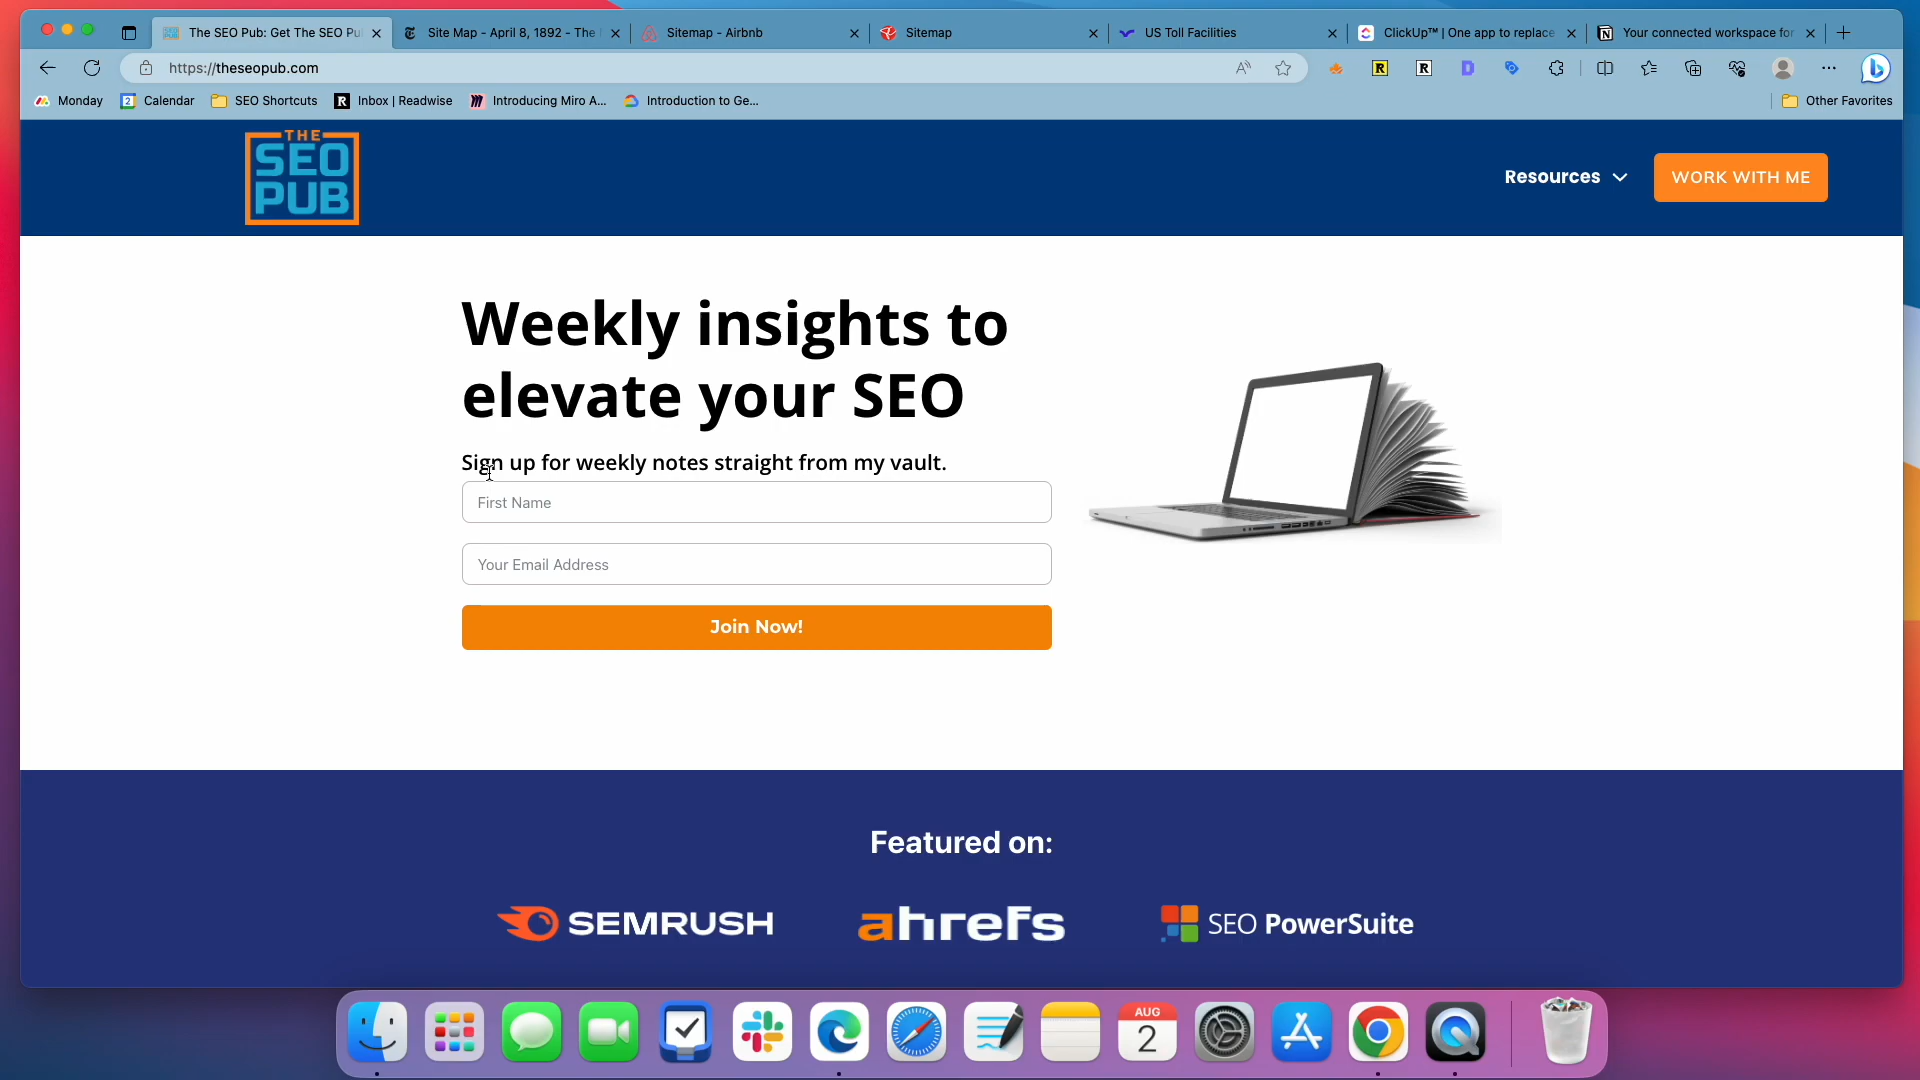 The SEO Pub: Get The SEO Pu
Site Map - April 8, 1892 - The
Sitemap - Airbnb
Sitemap
US Toll Facilities
ClickUp™ | One app to replace
Your connected workspace for
https://theseopub.com
Monday
Calendar
SEO Shortcuts
Inbox | Readwise
Introducing Miro A...
Introduction to Ge...
Other Favorites
THE
SEO
PUB
Resources
WORK WITH ME
Weekly insights to
elevate your SEO
Sign up for weekly notes straight from my vault.
First Name
Your Email Address
Join Now!
Featured on:
SEMRUSH
ahrefs
SEO PowerSuite
AUG
2